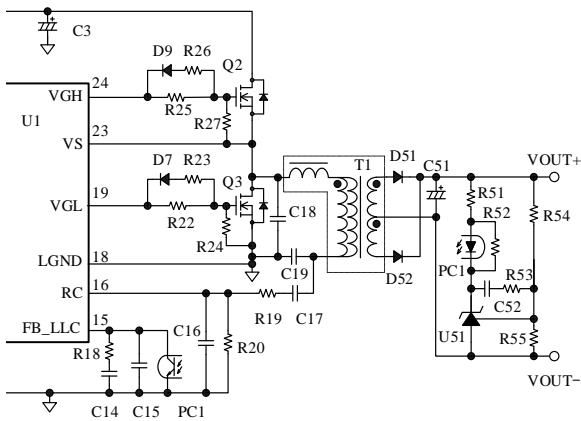 C3
D9 R26
Q2
24
VGH
R25
U1
R27
23
VS
D7 R23
Q3
T1
D51
C51
VOUT+
19
VGL
R22
C18
R51
R52
R54
R24
18
LGND
C19
D52
PC1
R53
16
RC
C52
R19 C17
U51
15
FB_LLC
C16
R20
R55
R18
VOUT−
C14 C15 PC1